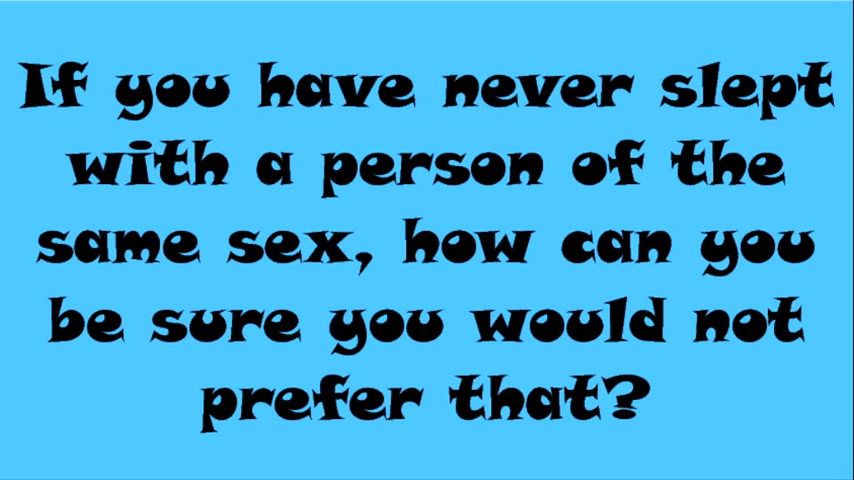 If you have never slept
with a person of the
same sex, how can you
be sure you would not
prefer that?